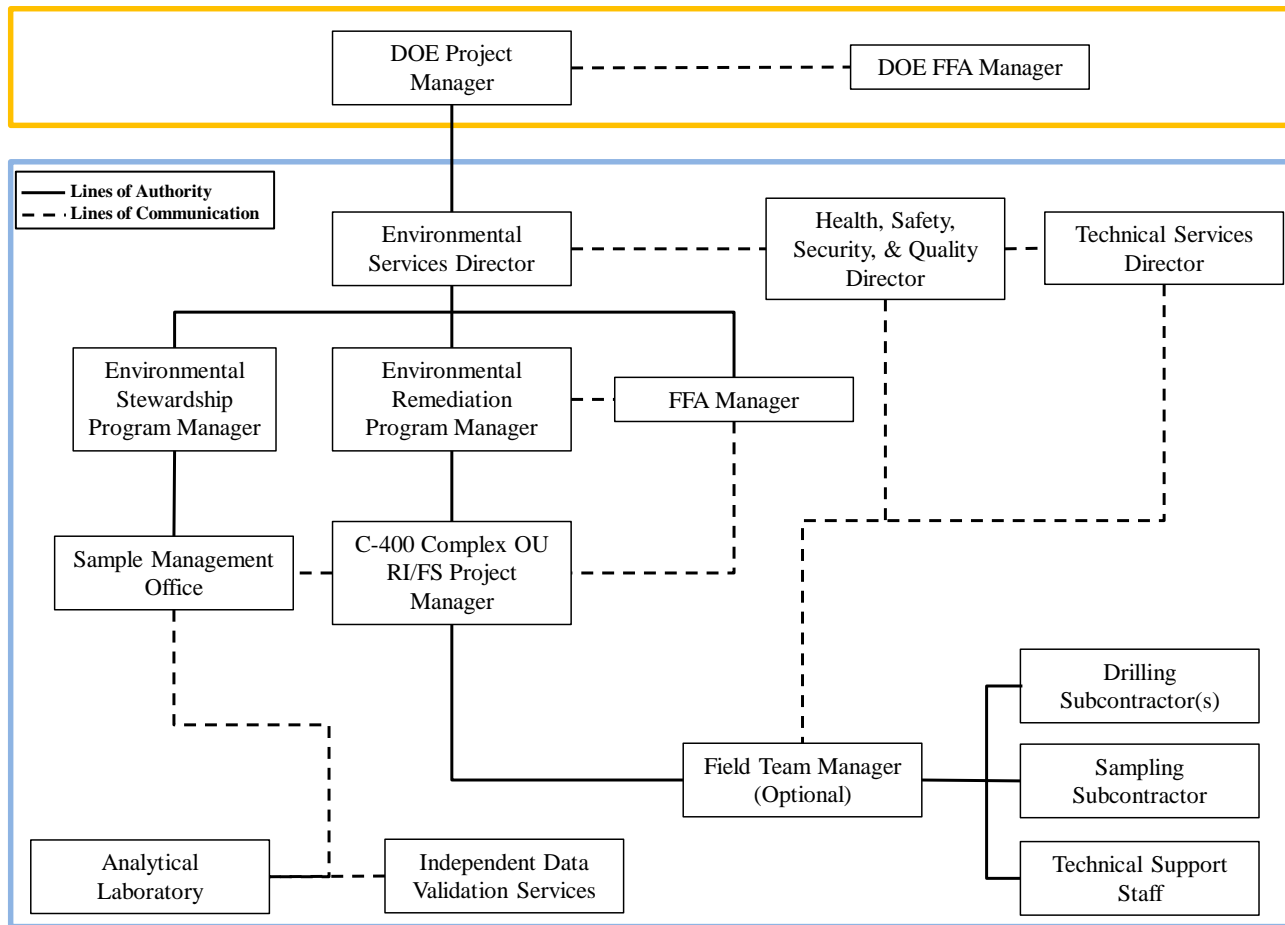 DOE Project
Manager
DOE FFA Manager
Lines of Authority
Lines of Communication
Environmental
Services Director
Health, Safety,
Security, & Quality
Director
Technical Services
Director
Environmental
Stewardship
Program Manager
Environmental
Remediation
Program Manager
FFA Manager
Sample Management
Office
C-400 Complex OU
RI/FS Project
Manager
Drilling
Subcontractor(s)
Field Team Manager
(Optional)
Sampling
Subcontractor
Analytical
Laboratory
Independent Data
Validation Services
Technical Support
Staff